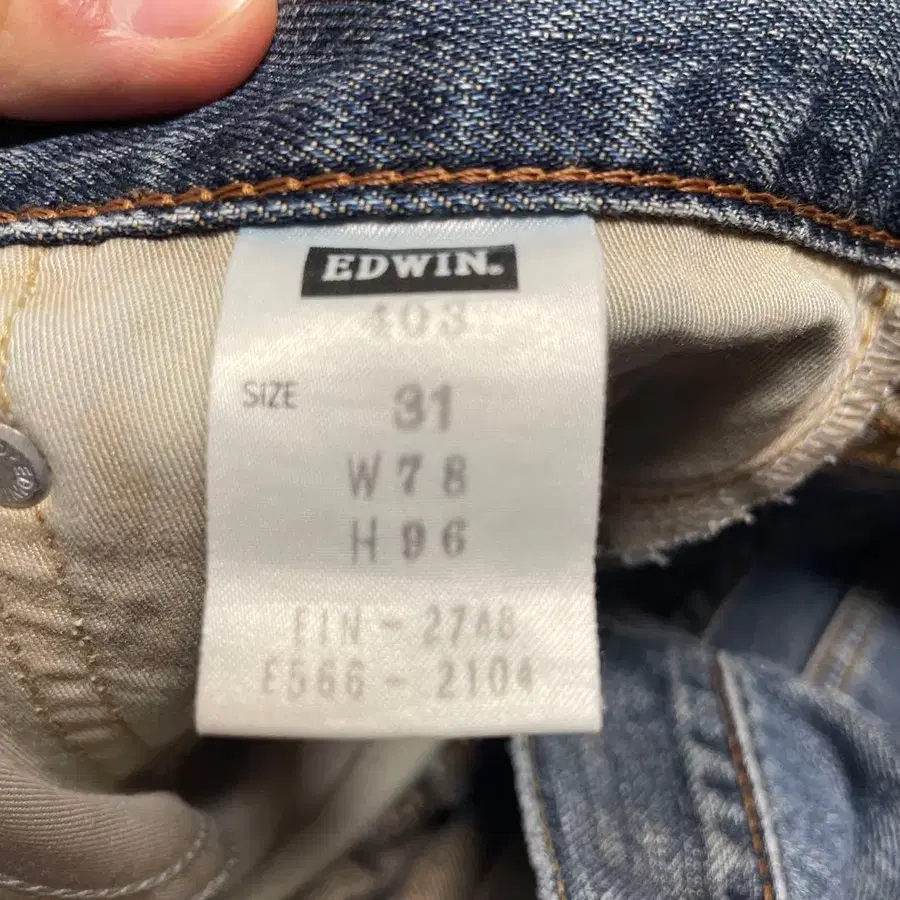 EDWIN®
403
SIZE 31
W78
H96
EIN-2748
E566-2104